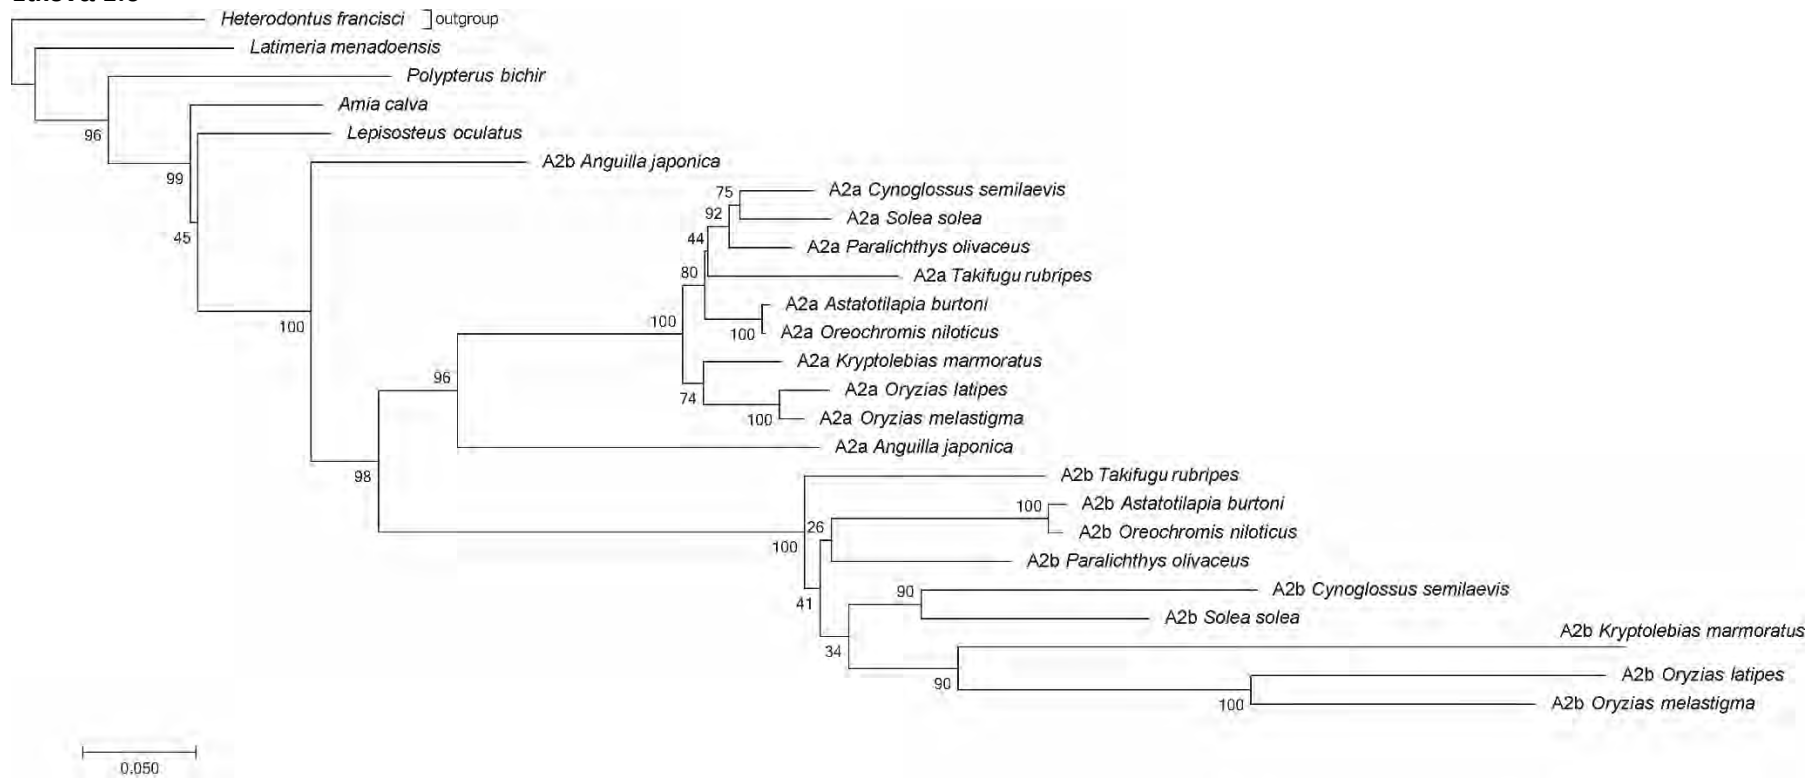 Heterodontus francisci outgroup
Latimeria menadoensis
Polypterus bichir
Amia calva
96
Lepisosteus oculatus
A2b Anguilla japonica
99
A2a Cynoglossus semilaevis
75
92
A2a Solea solea
45
44
A2a Paralichthys olivaceus
80
A2a Takifugu rubripes
A2a Astatotilapia burtoni
100
100
100
A2a Oreochromis niloticus
A2a Kryptolebias marmoratus
96
A2a Oryzias latipes
74
100
A2a Oryzias melastigma
A2a Anguilla japonica
98
A2b Takifugu rubripes
100
A2b Astatotilapia burtoni
26
A2b Oreochromis niloticus
100
A2b Paralichthys olivaceus
90
A2b Cynoglossus semilaevis
41
A2b Solea solea
A2b Kryptolebias marmoratus
34
A2b Oryzias latipes
90
100
A2b Oryzias melastigma
0.050